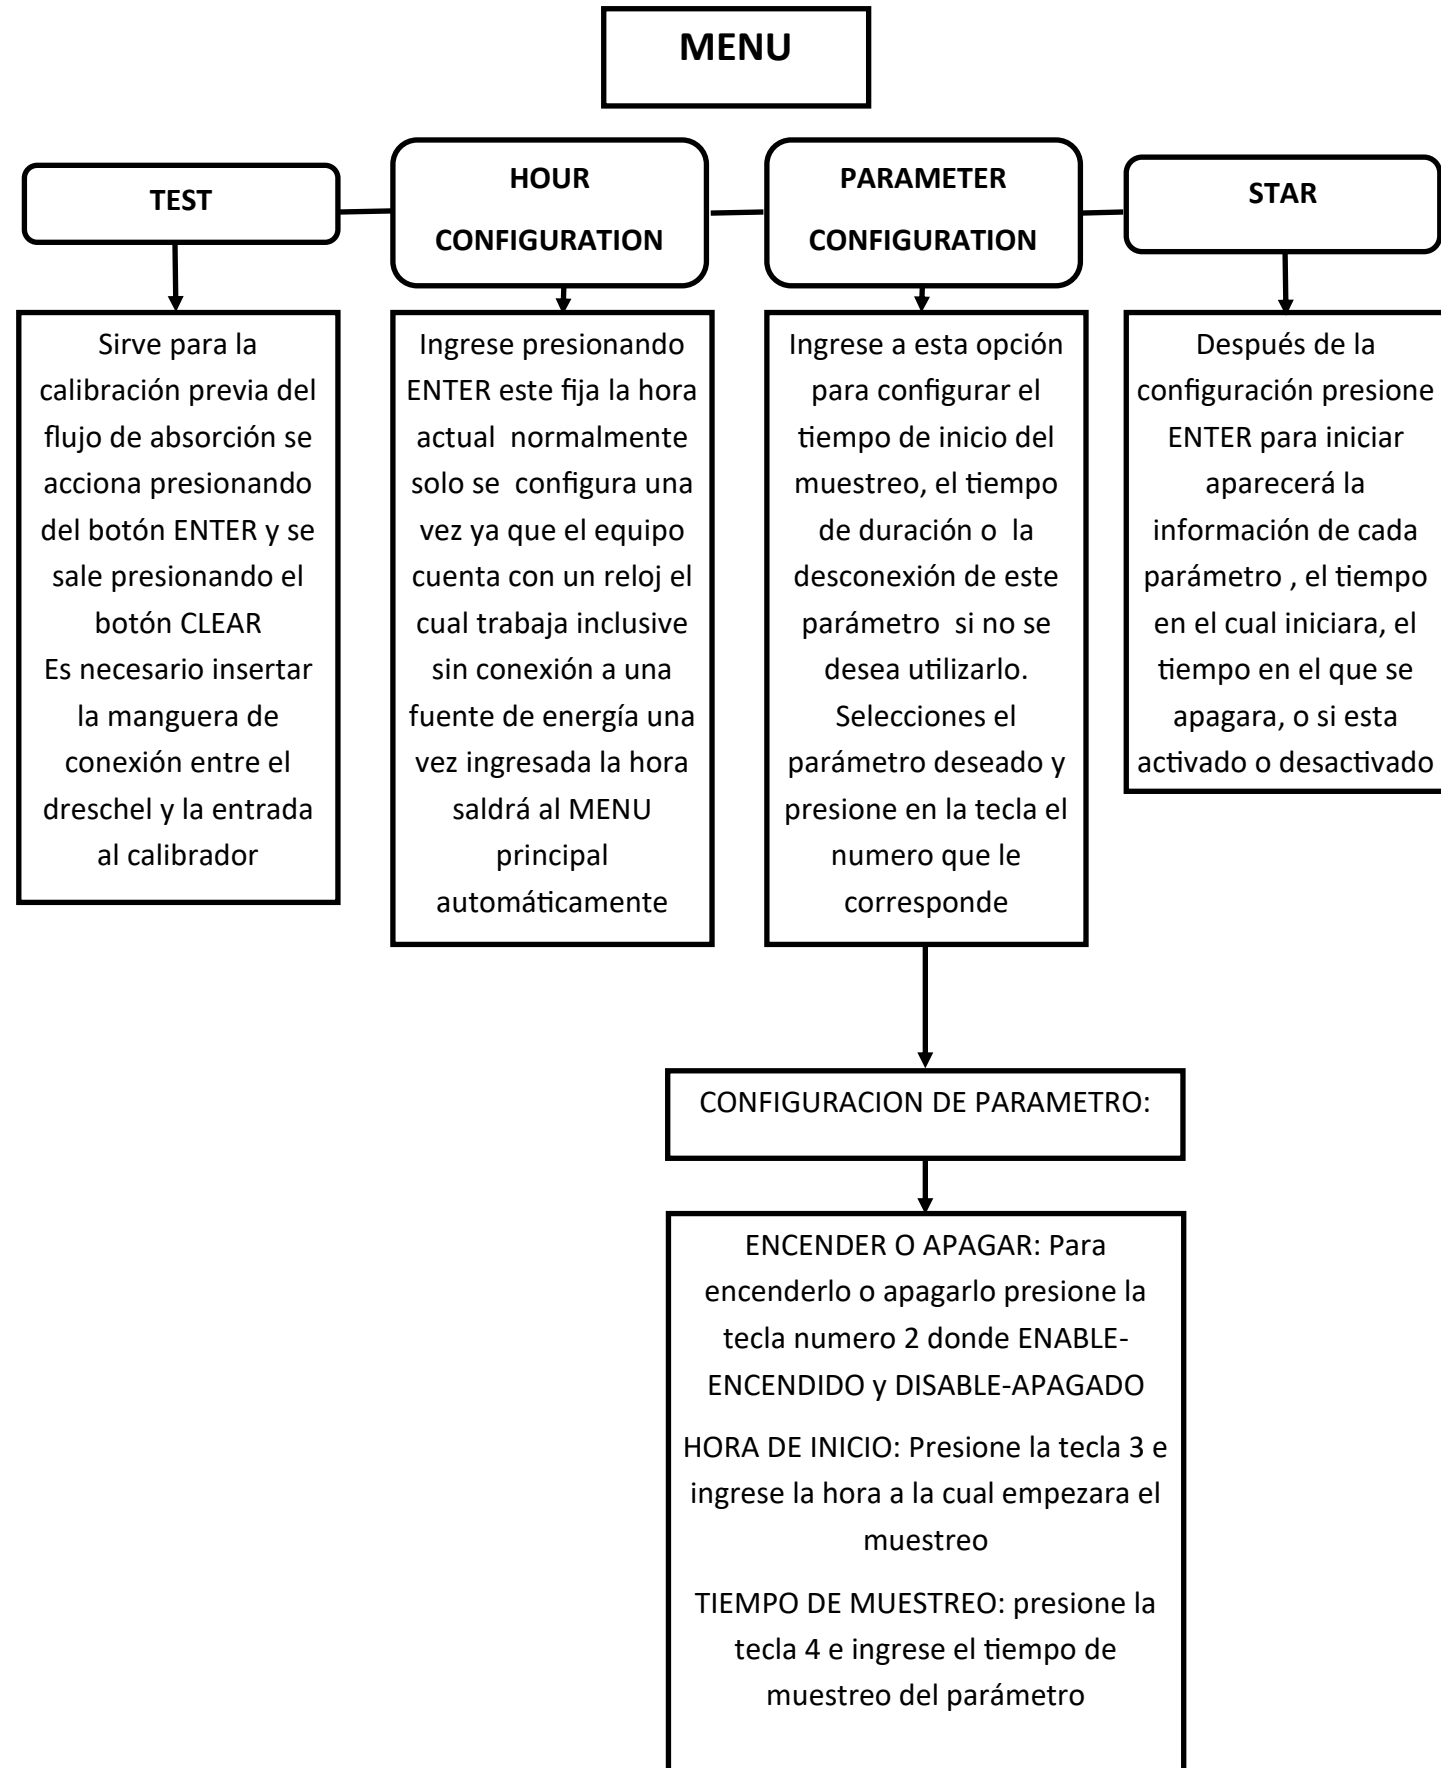 MENU
TEST
HOUR
CONFIGURATION
PARAMETER
CONFIGURATION
STAR
Sirve para la
calibración previa del
flujo de absorción se
acciona presionando
del botón ENTER y se
sale presionando el
botón CLEAR
Es necesario insertar
la manguera de
conexión entre el
dreschel y la entrada
al calibrador
Ingrese presionando
ENTER este fija la hora
actual normalmente
solo se configura una
vez ya que el equipo
cuenta con un reloj el
cual trabaja inclusive
sin conexión a una
fuente de energía una
vez ingresada la hora
saldrá al MENU
principal
automáticamente
Ingrese a esta opción
para configurar el
tiempo de inicio del
muestreo, el tiempo
de duración o la
desconexión de este
parámetro si no se
desea utilizarlo.
Selecciones el
parámetro deseado y
presione en la tecla el
numero que le
corresponde
Después de la
configuración presione
ENTER para iniciar
aparecerá la
información de cada
parámetro , el tiempo
en el cual iniciara, el
tiempo en el que se
apagara, o si esta
activado o desactivado
CONFIGURACION DE PARAMETRO:
ENCENDER O APAGAR: Para
encenderlo o apagarlo presione la
tecla numero 2 donde ENABLE-
ENCENDIDO y DISABLE-APAGADO
HORA DE INICIO: Presione la tecla 3 e
ingrese la hora a la cual empezara el
muestreo
TIEMPO DE MUESTREO: presione la
tecla 4 e ingrese el tiempo de
muestreo del parámetro